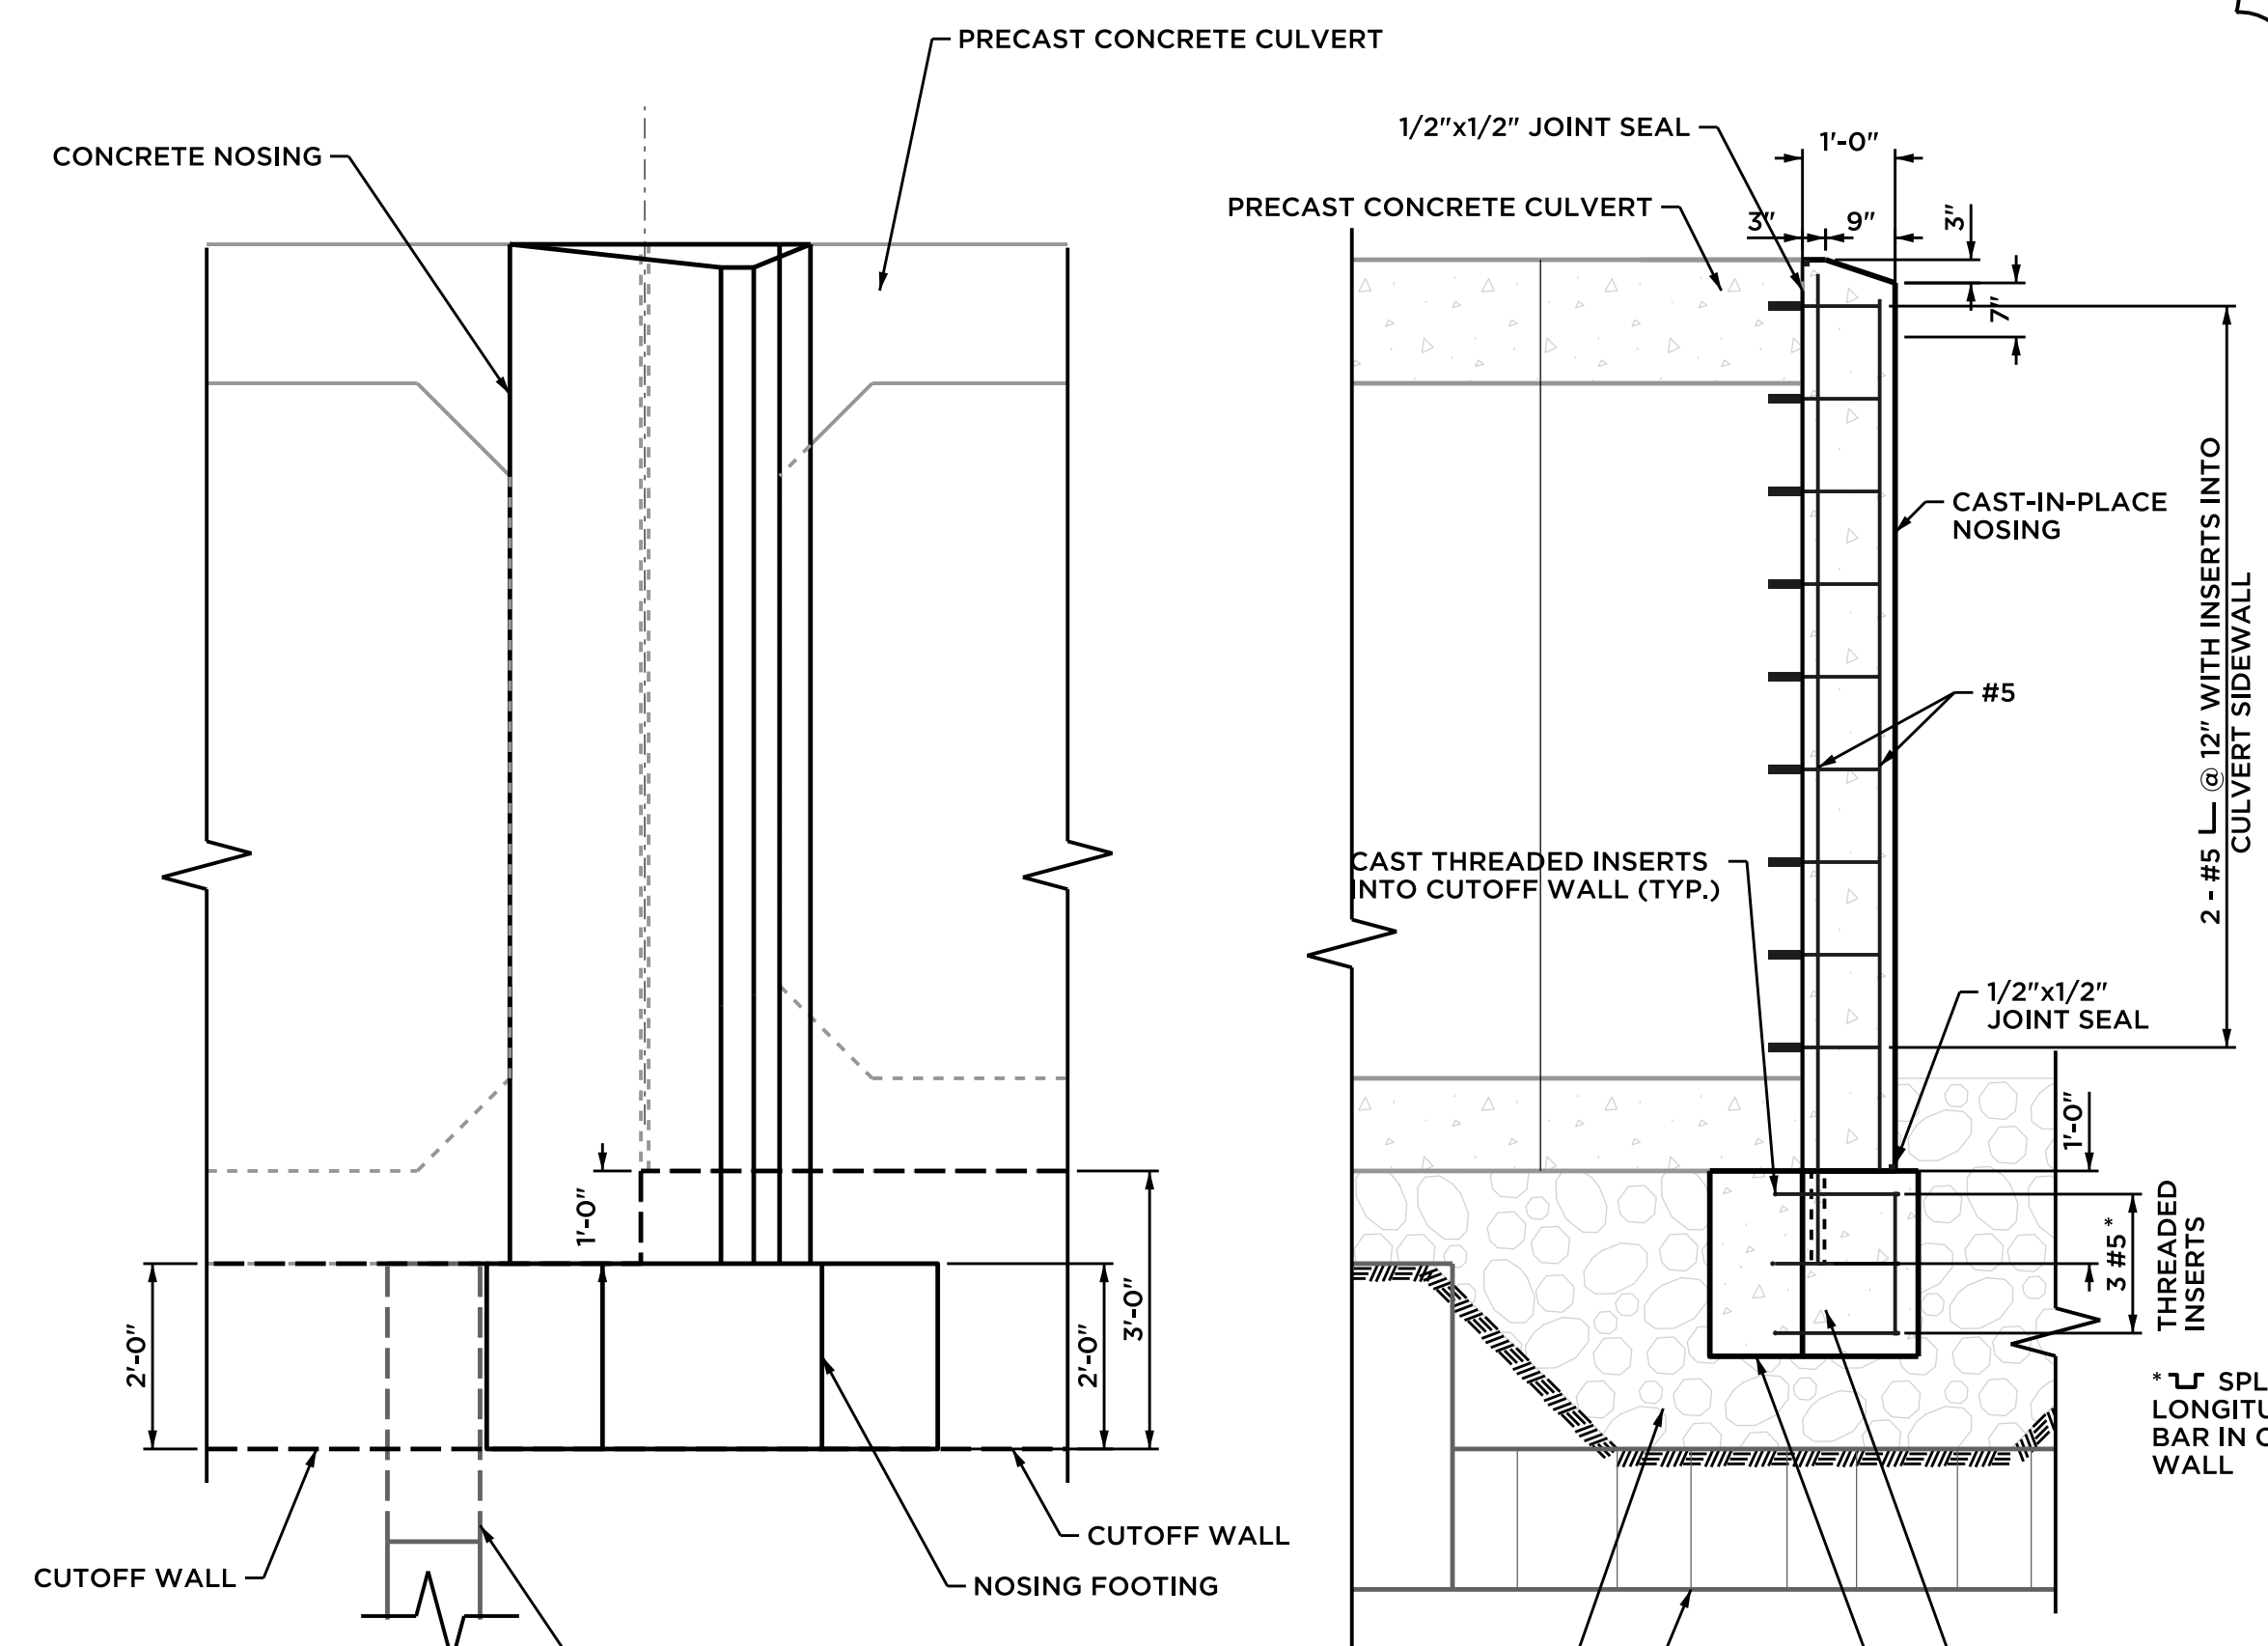 PRECAST CONCRETE CULVERT
CONCRETE NOSING
1'-0"
2'-0"
2'-0"
3'-0"
CUTOFF WALL
CUTOFF WALL
NOSING FOOTING
1/2"x1/2" JOINT SEAL
1'-0"
PRECAST CONCRETE CULVERT
3"
9"
3"
7"
CAST-IN-PLACE
NOSING
2 - #5 @ 12" WITH INSERTS INTO
CULVERT SIDEWALL
#5
CAST THREADED INSERTS
INTO CUTOFF WALL (TYP.)
1/2"x1/2"
JOINT SEAL
1'-0"
3 #5 *
THREADED
INSERTS
* SPL
LONGITU
BAR IN C
WALL